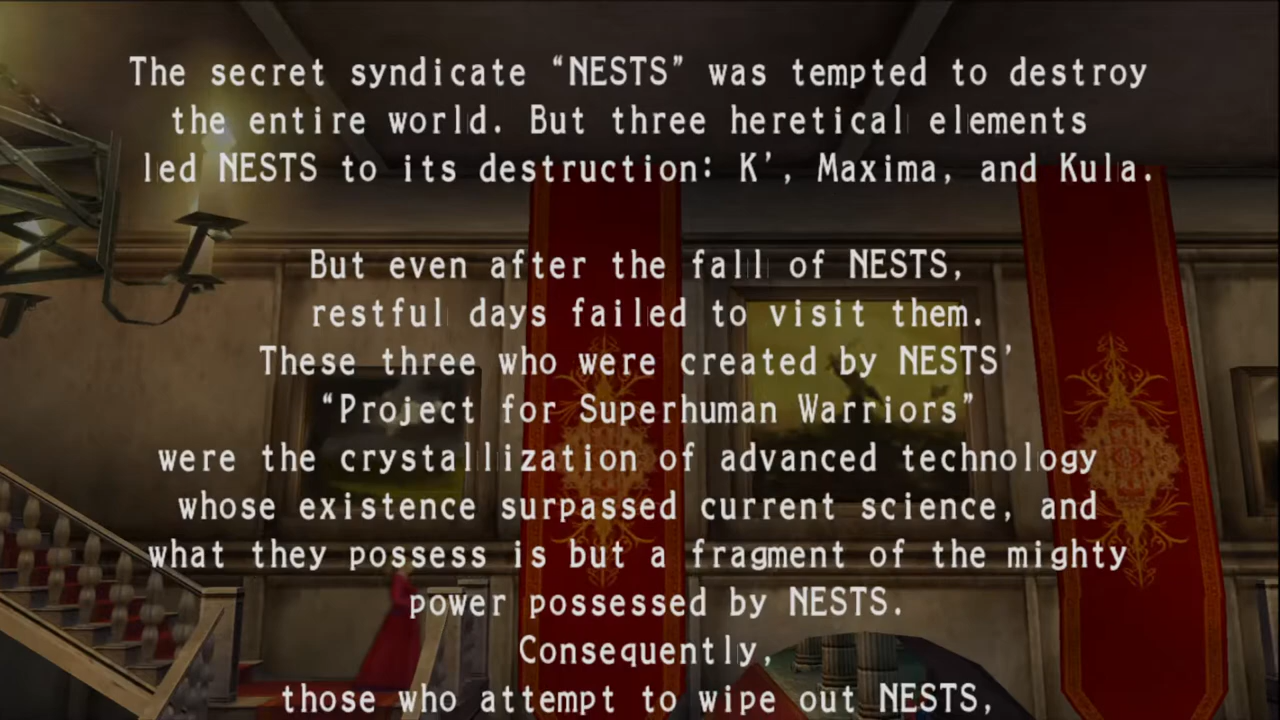 The secret syndicate “NESTS” was tempted to destroy
the entire world. But three heretical elements
led NESTS to its destruction: K’, Maxima, and Kula.
But even after the fall of NESTS,
restful days failed to visit them.
These three who were created by NESTS’
“Project for Superhuman Warriors”
were the crystallization of advanced technology
whose existence surpassed current science, and
what they possess is but a fragment of the mighty
power possessed by NESTS.
Consequently,
those who attempt to wipe out NESTS,